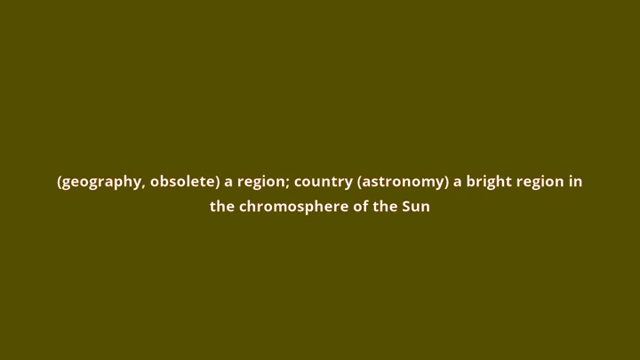 (geography, obsolete) a region; country (astronomy) a bright region in
the chromosphere of the Sun